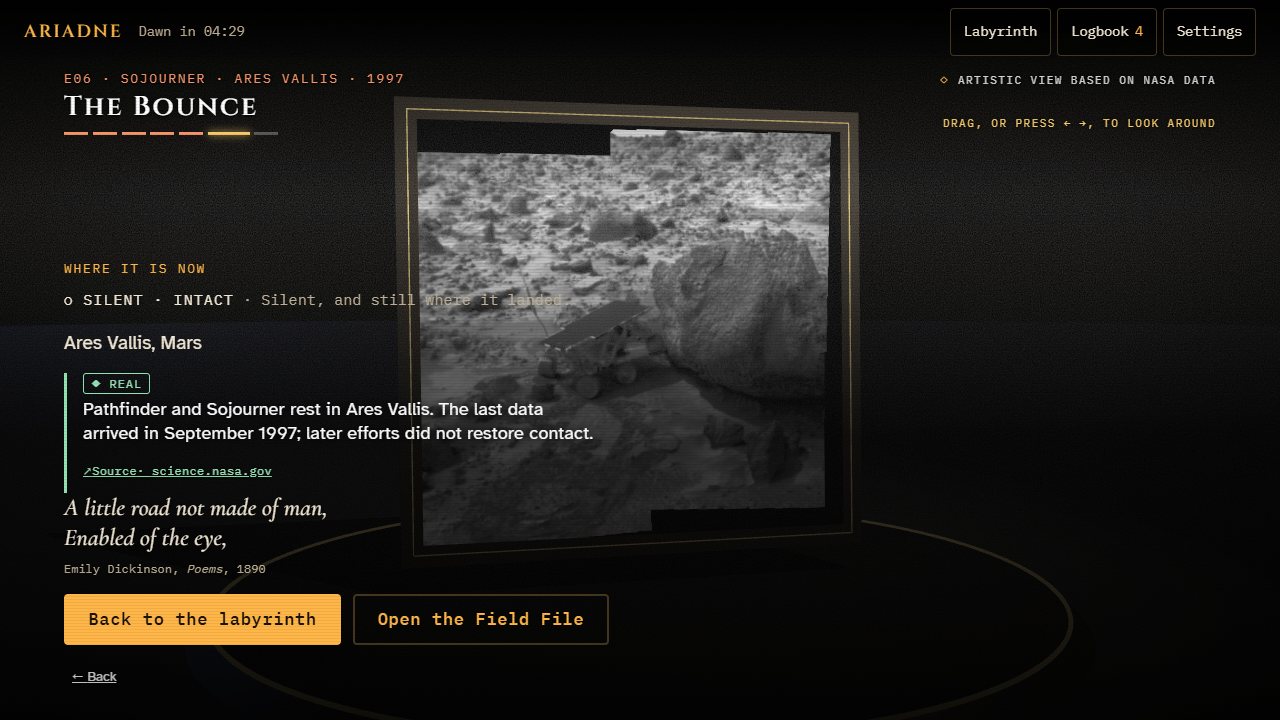 ARIADNE Dawn in 04:29
Labyrinth Logbook 4 Settings
E06 · SOJOURNER · ARES VALLIS · 1997
The Bounce
◇ ARTISTIC VIEW BASED ON NASA DATA
DRAG, OR PRESS ← →, TO LOOK AROUND
WHERE IT IS NOW
○ SILENT · INTACT · Silent, and still where it landed.
Ares Vallis, Mars
◆ REAL
Pathfinder and Sojourner rest in Ares Vallis. The last data
arrived in September 1997; later efforts did not restore contact.
↗Source· science.nasa.gov
A little road not made of man,
Enabled of the eye,
Emily Dickinson, Poems, 1890
Back to the labyrinth Open the Field File
← Back